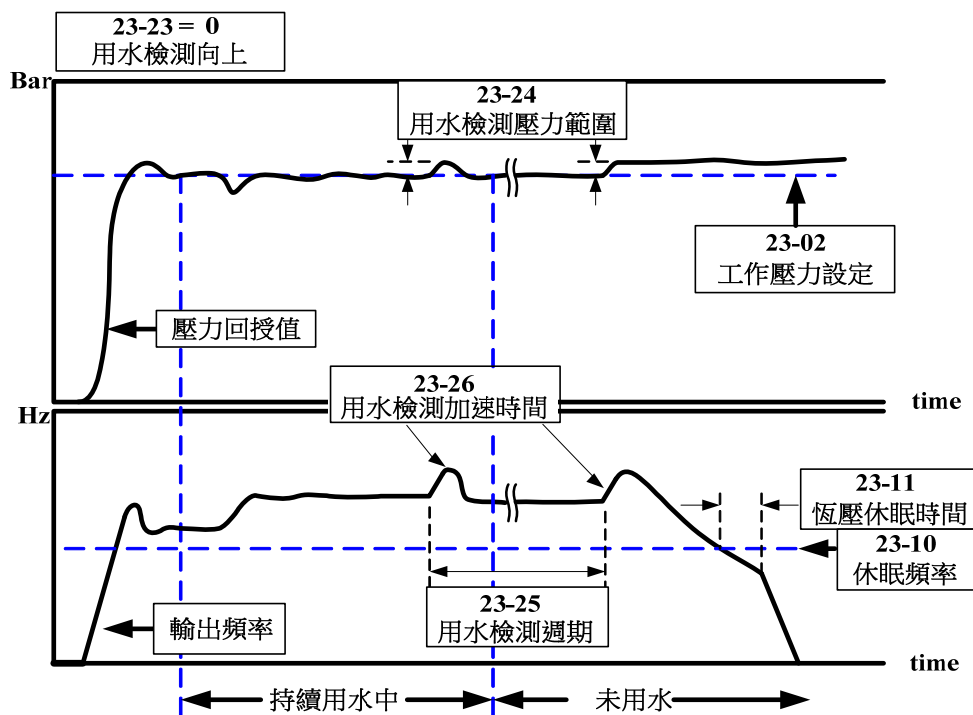 23-23 = 0
用水檢測向上
Bar
23-24
用水檢測壓力範圍
23-02
工作壓力設定
壓力回授值
23-26
用水檢測加速時間
time
Hz
23-11
恆壓休眠時間
23-10
休眠頻率
23-25
用水檢測週期
輸出頻率
time
持續用水中
未用水